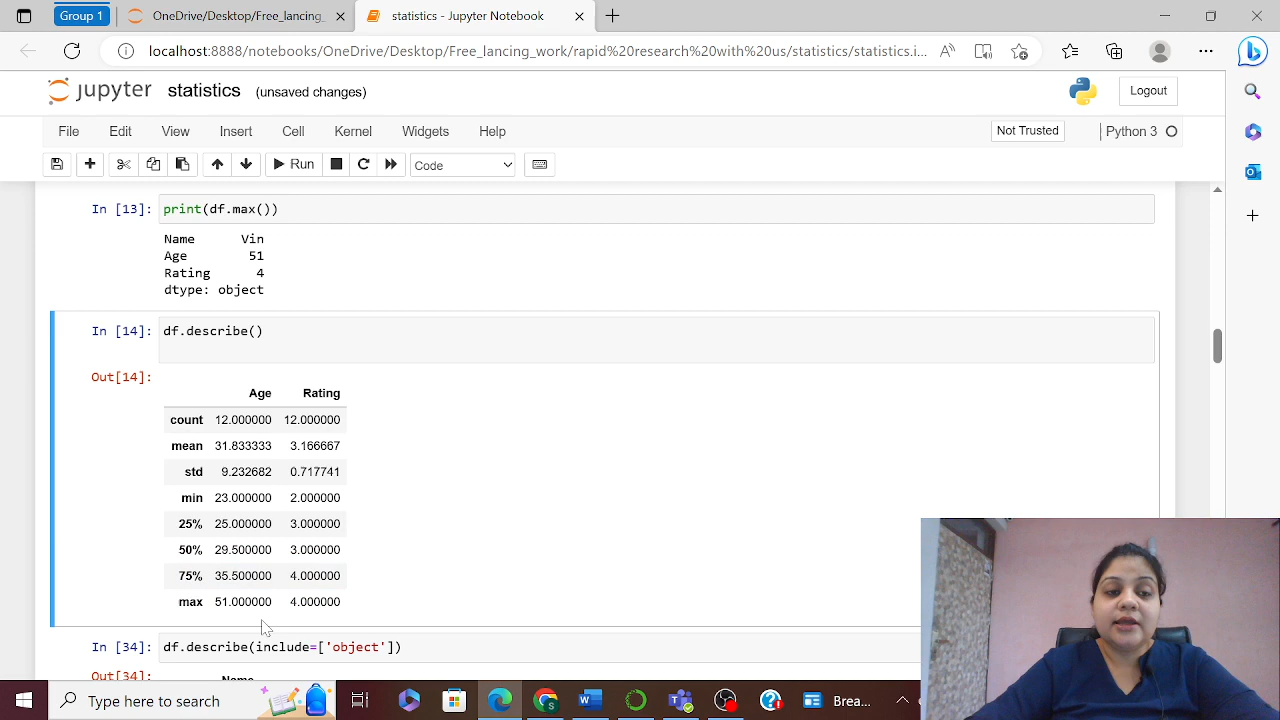 Group 1
OneDrive/Desktop/Free_lancing_
statistics - Jupyter Notebook
localhost:8888/notebooks/OneDrive/Desktop/Free_lancing_work/rapid%20research%20with%20us/statistics/statistics.i...
jupyter statistics (unsaved changes)
Logout
File Edit View Insert Cell Kernel Widgets Help
Not Trusted
Python 3
Run
Code
In [13]: print(df.max())
Name Vin
Age 51
Rating 4
dtype: object
In [14]: df.describe()
Out[14]:
Age Rating
count 12.000000 12.000000
mean 31.833333 3.166667
std 9.232682 0.717741
min 23.000000 2.000000
25% 25.000000 3.000000
50% 29.500000 3.000000
75% 35.500000 4.000000
max 51.000000 4.000000
In [34]: df.describe(include=['object'])
Out[34]:
Name
Type here to search
Brea...